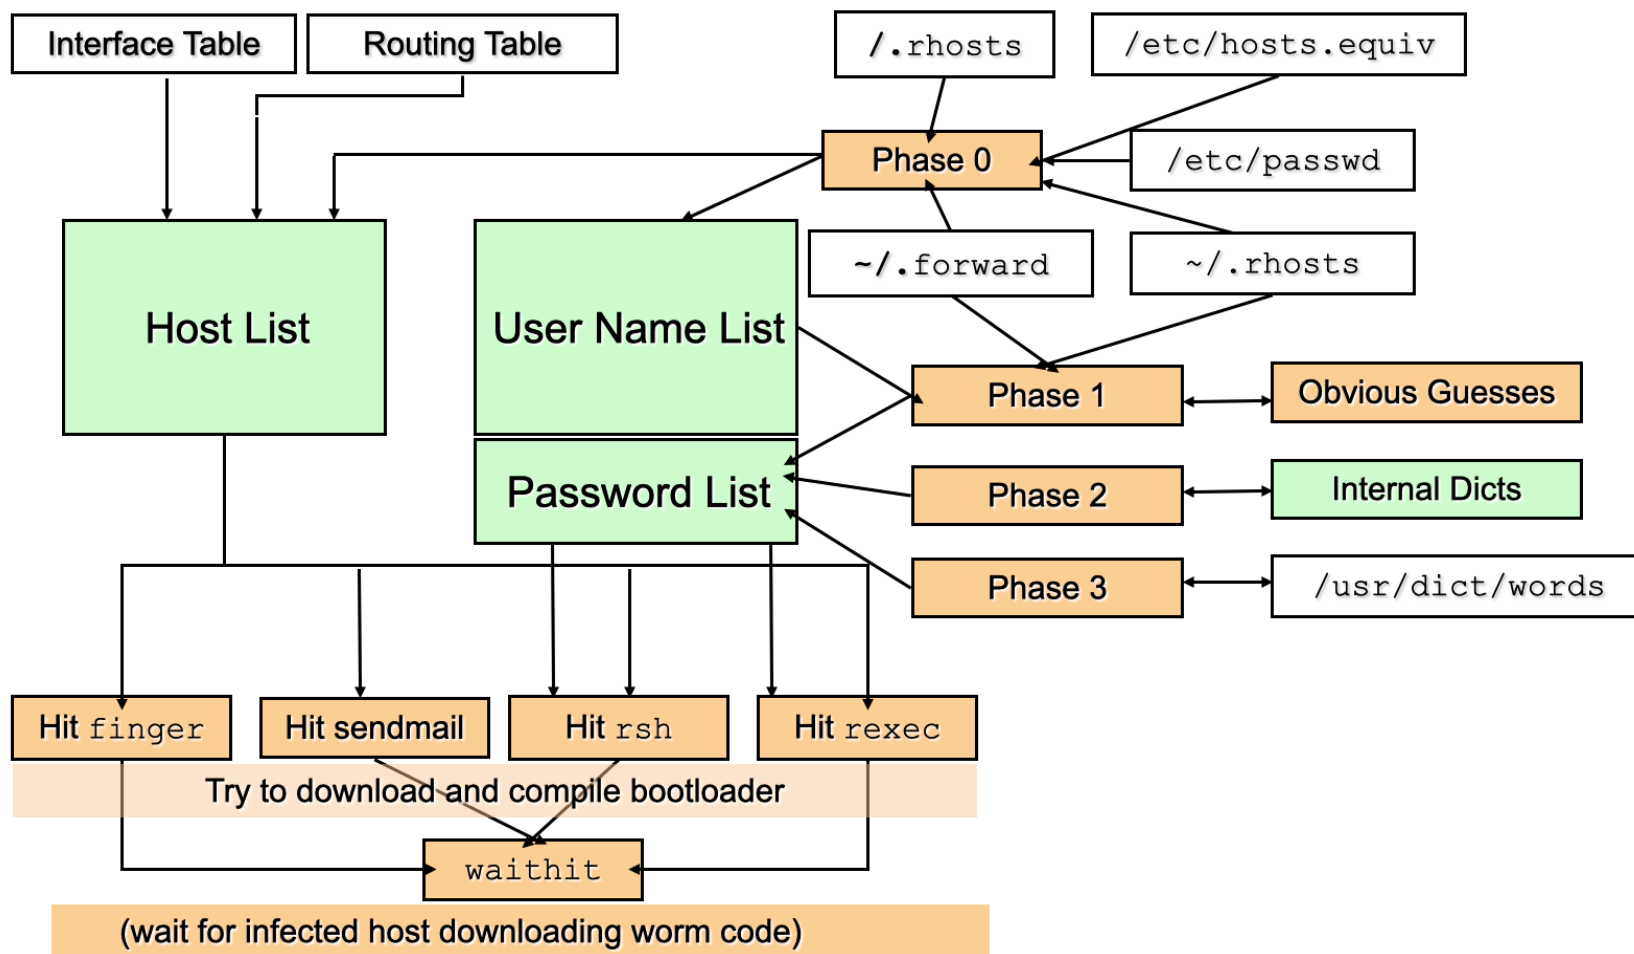 Interface Table
Routing Table
/.rhosts
/etc/hosts.equiv
Phase 0
/etc/passwd
~/.forward
~/.rhosts
Host List
User Name List
Phase 1
Obvious Guesses
Password List
Phase 2
Internal Dicts
Phase 3
/usr/dict/words
Hit finger
Hit sendmail
Hit rsh
Hit rexec
Try to download and compile bootloader
waithit
(wait for infected host downloading worm code)